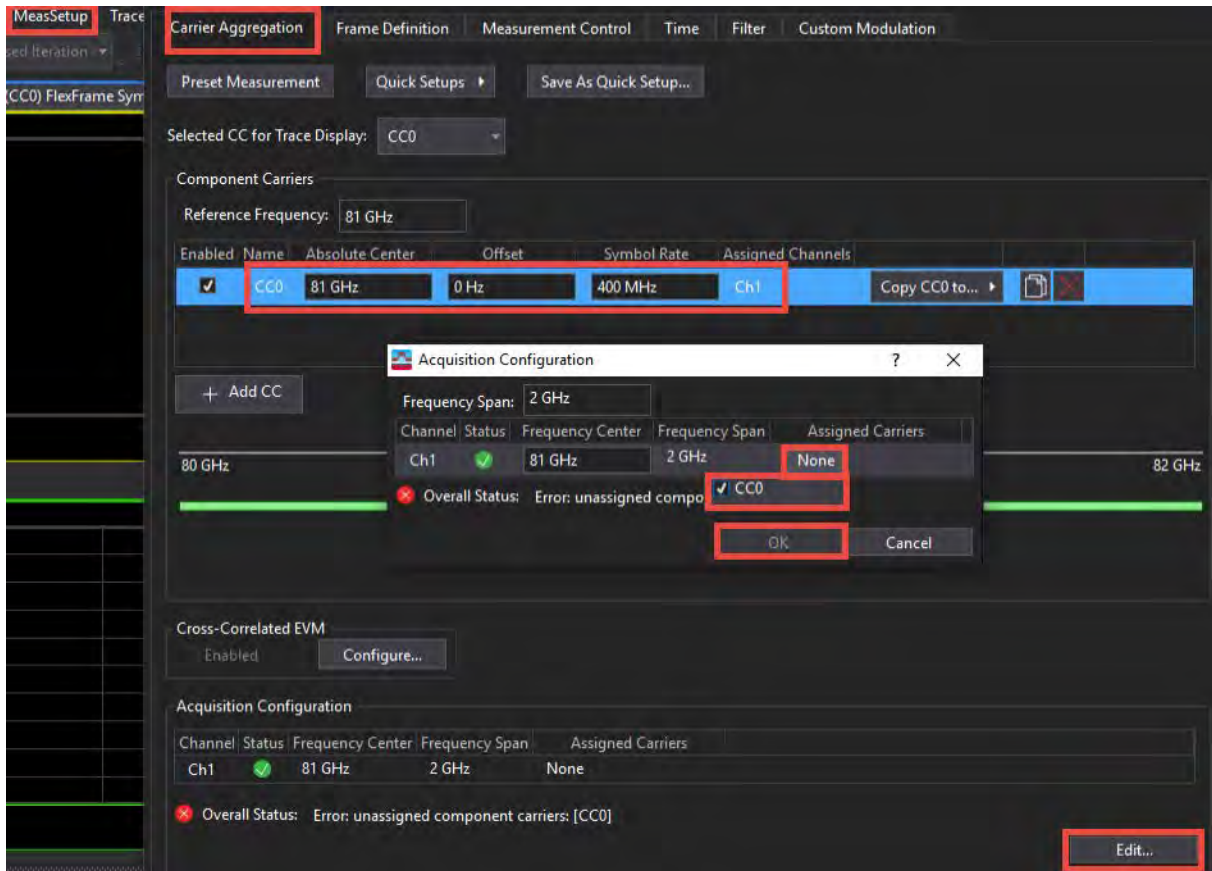 MeasSetup Trace
Carrier Aggregation Frame Definition Measurement Control Time Filter Custom Modulation
sed Iteration
Preset Measurement Quick Setups Save As Quick Setup...
(CC0) FlexFrame Sym
Selected CC for Trace Display: CC0
Component Carriers
Reference Frequency: 81 GHz
Enabled Name Absolute Center Offset Symbol Rate Assigned Channels
CC0 81 GHz 0 Hz 400 MHz Ch1 Copy CC0 to...
Acquisition Configuration ? X
+ Add CC
Frequency Span: 2 GHz
Channel Status Frequency Center Frequency Span Assigned Carriers
Ch1 81 GHz 2 GHz None
80 GHz 82 GHz
CC0
Overall Status: Error: unassigned compo
OK Cancel
Cross-Correlated EVM
Enabled Configure...
Acquisition Configuration
Channel Status Frequency Center Frequency Span Assigned Carriers
Ch1 81 GHz 2 GHz None
Overall Status: Error: unassigned component carriers: [CC0]
Edit...